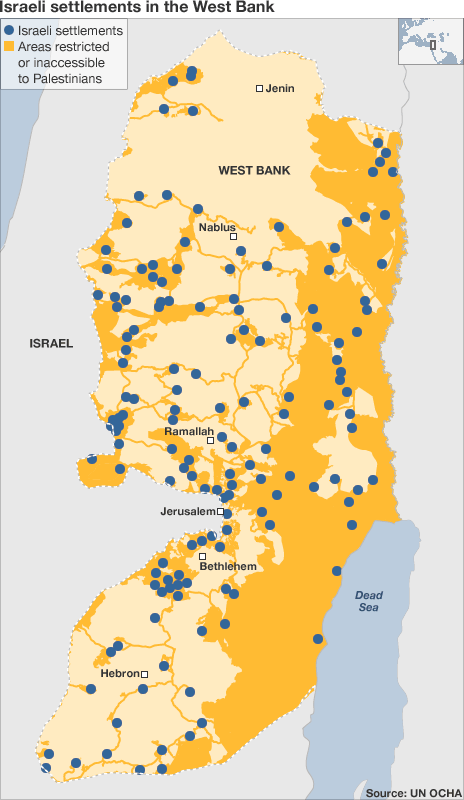 Israeli settlements in the West Bank
Israeli settlements
Areas restricted
or inaccessible
to Palestinians
Jenin
WEST BANK
Nablus
ISRAEL
Ramallah
Jerusalem
Bethlehem
Dead
Sea
Hebron
Source: UN OCHA